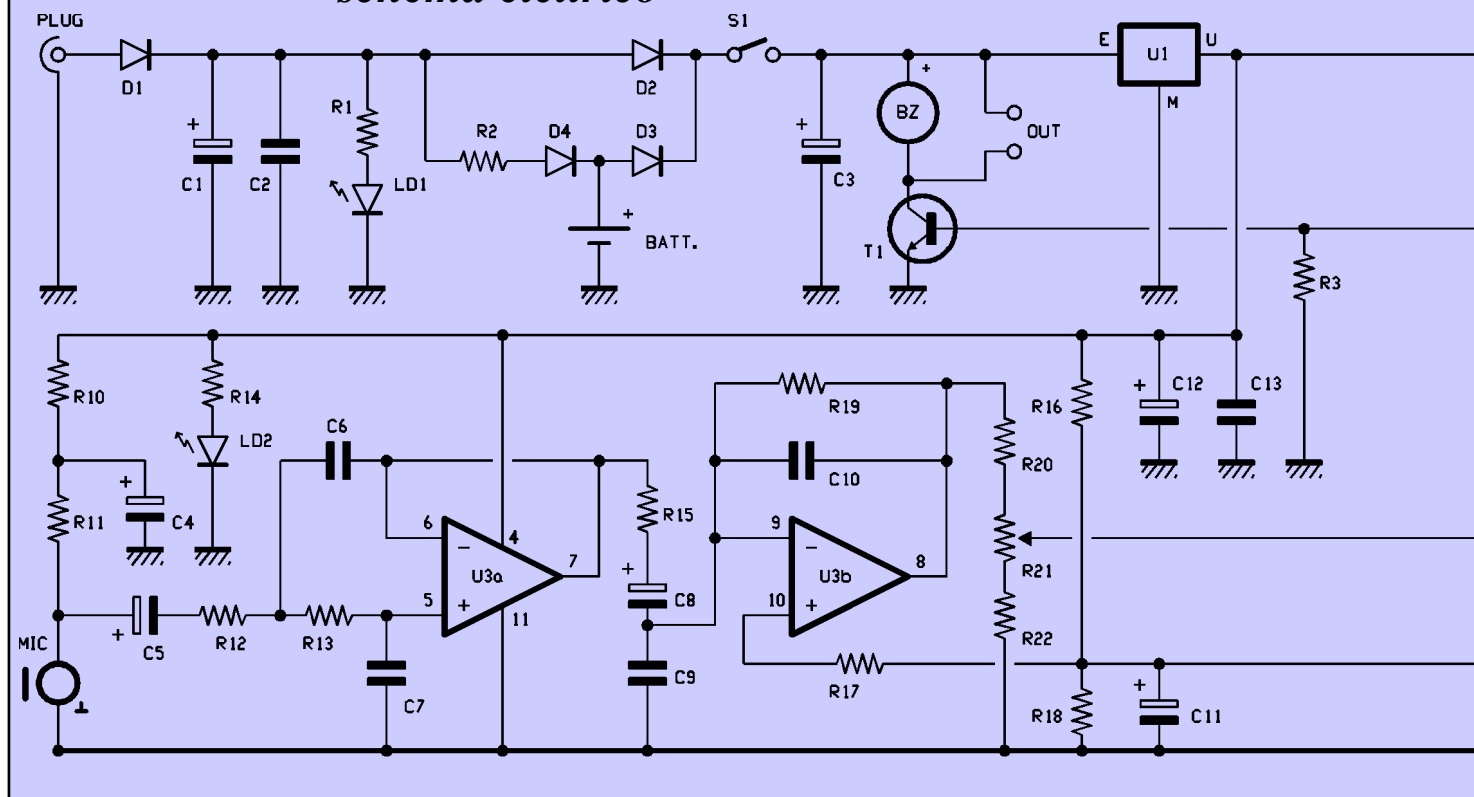 PLUG
S1
D1
D2
E
U1
U
M
+
R1
R2
D4
D3
+
+
BZ
OUT
C1
C2
LD1
C3
+
BATT.
T1
R3
R10
R14
LD2
C6
R19
R16
+
C12
C13
C10
R20
+
C4
R11
R15
6
−
4
U3a
7
5
+
11
9
−
8
U3b
10
+
R21
+
C8
+
C5
R12
R13
R22
MIC
C7
C9
R17
R18
+
C11